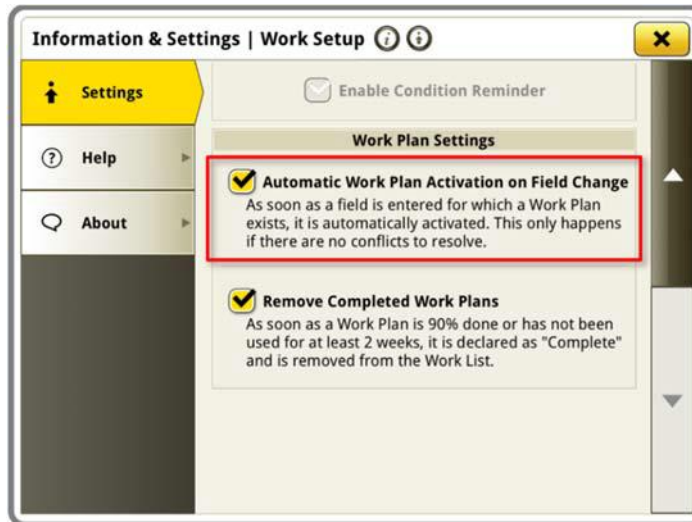 Information & Settings | Work Setup
Settings
Enable Condition Reminder
Work Plan Settings
Help
Automatic Work Plan Activation on Field Change
As soon as a field is entered for which a Work Plan
exists, it is automatically activated. This only happens
if there are no conflicts to resolve.
About
Remove Completed Work Plans
As soon as a Work Plan is 90% done or has not been
used for at least 2 weeks, it is declared as "Complete"
and is removed from the Work List.